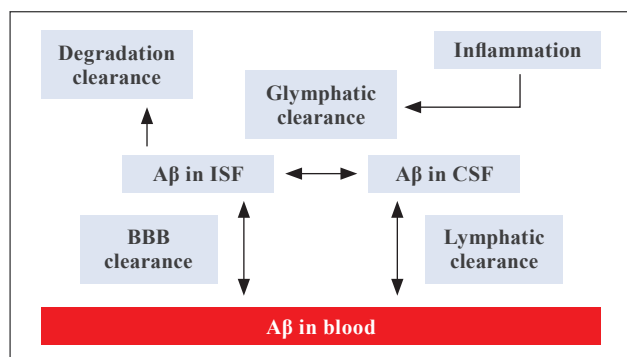 Degradation
clearance
Inflammation
Glymphatic
clearance
Aβ in ISF
Aβ in CSF
BBB
clearance
Lymphatic
clearance
Aβ in blood